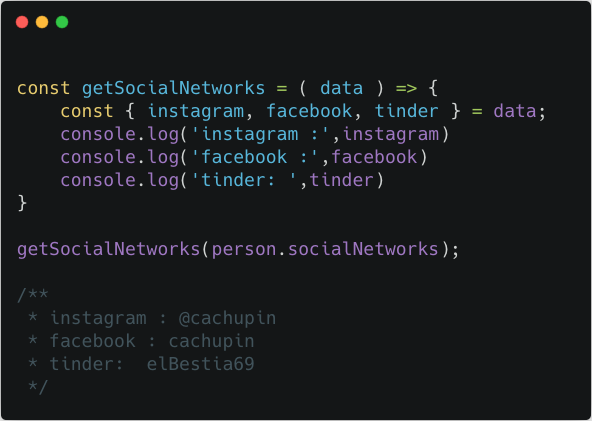 const getSocialNetworks = ( data ) => {
    const { instagram, facebook, tinder } = data;
    console.log('instagram :',instagram)
    console.log('facebook :',facebook)
    console.log('tinder: ',tinder)
}

getSocialNetworks(person.socialNetworks);

/**
 * instagram : @cachupin
 * facebook : cachupin
 * tinder:  elBestia69
 */